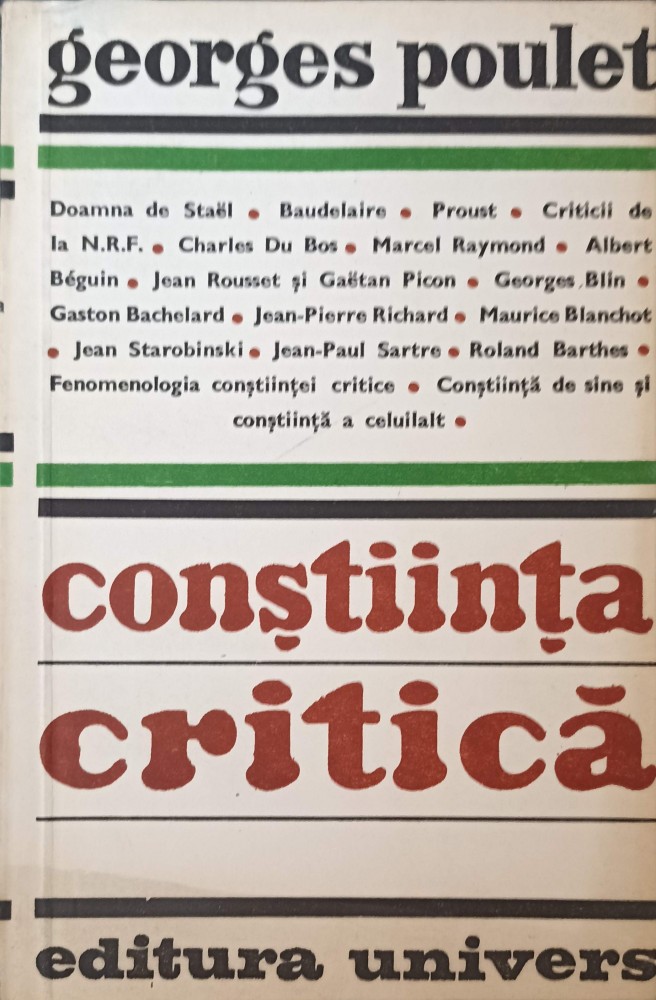 georges poulet
Doamna de Staël • Baudelaire • Proust • Criticii de
la N.R.F. • Charles Du Bos • Marcel Raymond • Albert
Béguin • Jean Rousset și Gaëtan Picon • Georges Blin •
Gaston Bachelard • Jean-Pierre Richard • Maurice Blanchot
• Jean Starobinski • Jean-Paul Sartre • Roland Barthes •
Fenomenologia conștiinței critice • Conștiință de sine și
conștiință a celuilalt •
conștiința
critică
editura univers